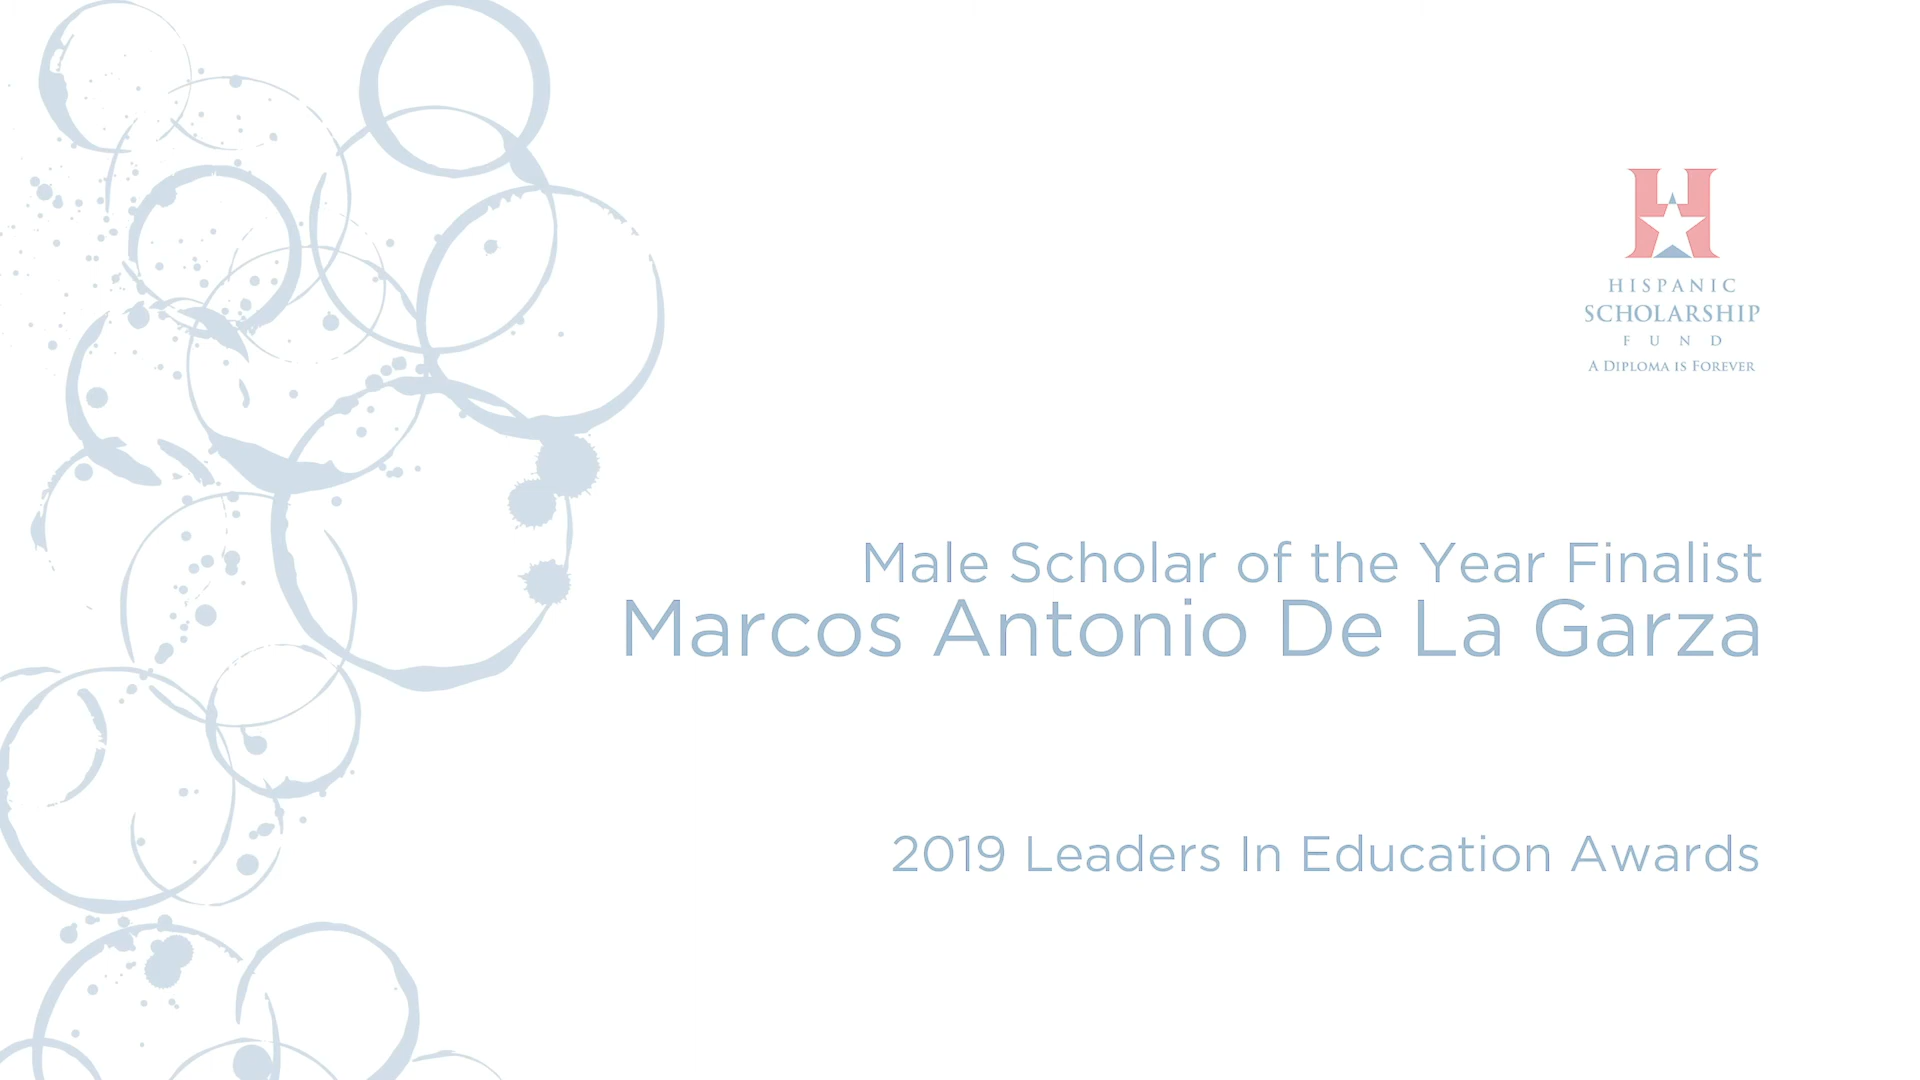 HISPANIC
SCHOLARSHIP
FUND
A DIPLOMA IS FOREVER
Male Scholar of the Year Finalist
Marcos Antonio De La Garza
2019 Leaders In Education Awards